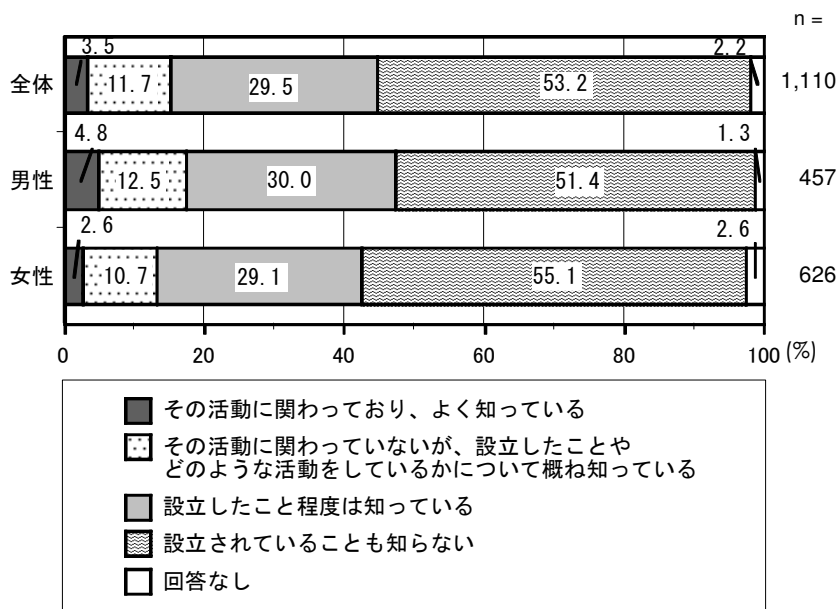 n =
3.5 2.2
全体 11.7 29.5 53.2 1,110
4.8 1.3
男性 12.5 30.0 51.4 457
2.6 2.6
女性 10.7 29.1 55.1 626
0 20 40 60 80 100 (%)
その活動に関わっており、よく知っている
その活動に関わっていないが、設立したことや
どのような活動をしているかについて概ね知っている
設立したこと程度は知っている
設立されていることも知らない
回答なし